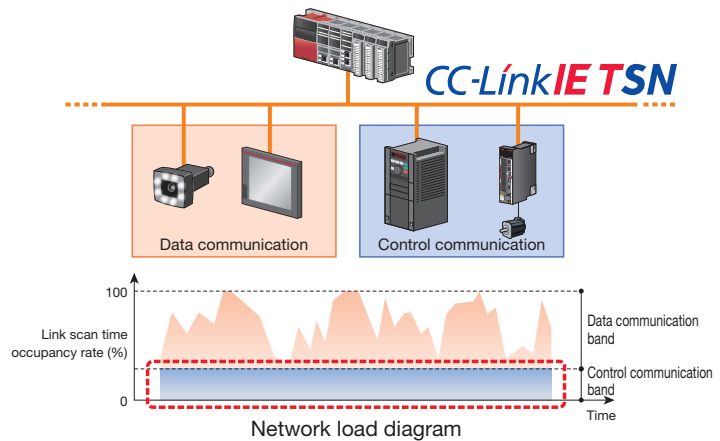 CC-Link IE TSN
Data communication
Control communication
100
Link scan time
occupancy rate (%)
0
Data communication
band
Control communication
band
Time
Network load diagram